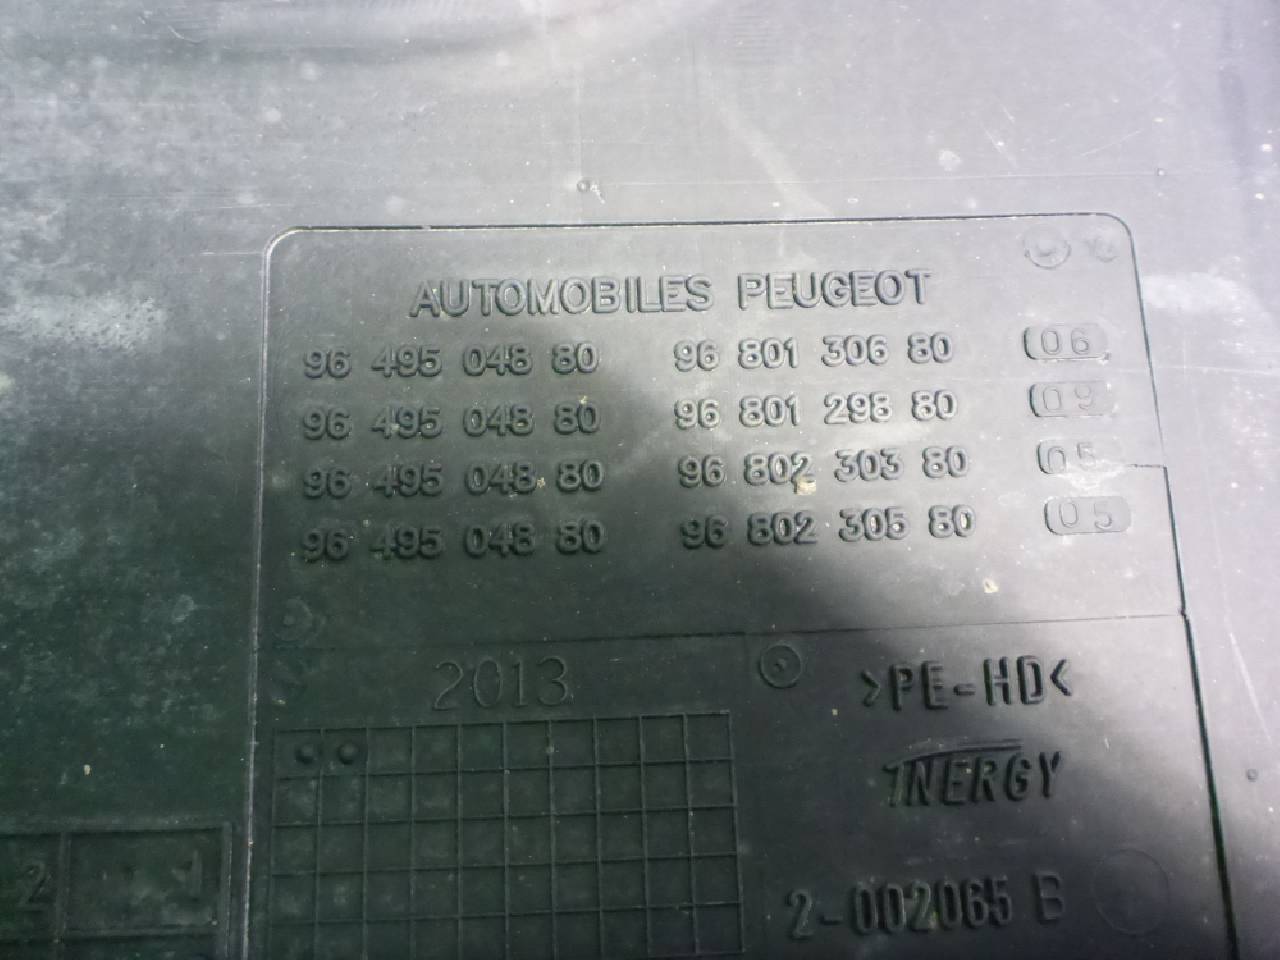 AUTOMOBILES PEUGEOT
96 495 048 80 96 801 306 80 06
96 495 048 80 96 801 298 80 09
96 495 048 80 96 802 303 80 05
96 495 048 80 96 802 305 80 05
2013
>PE-HD<
INERGY
2-002065 B
2